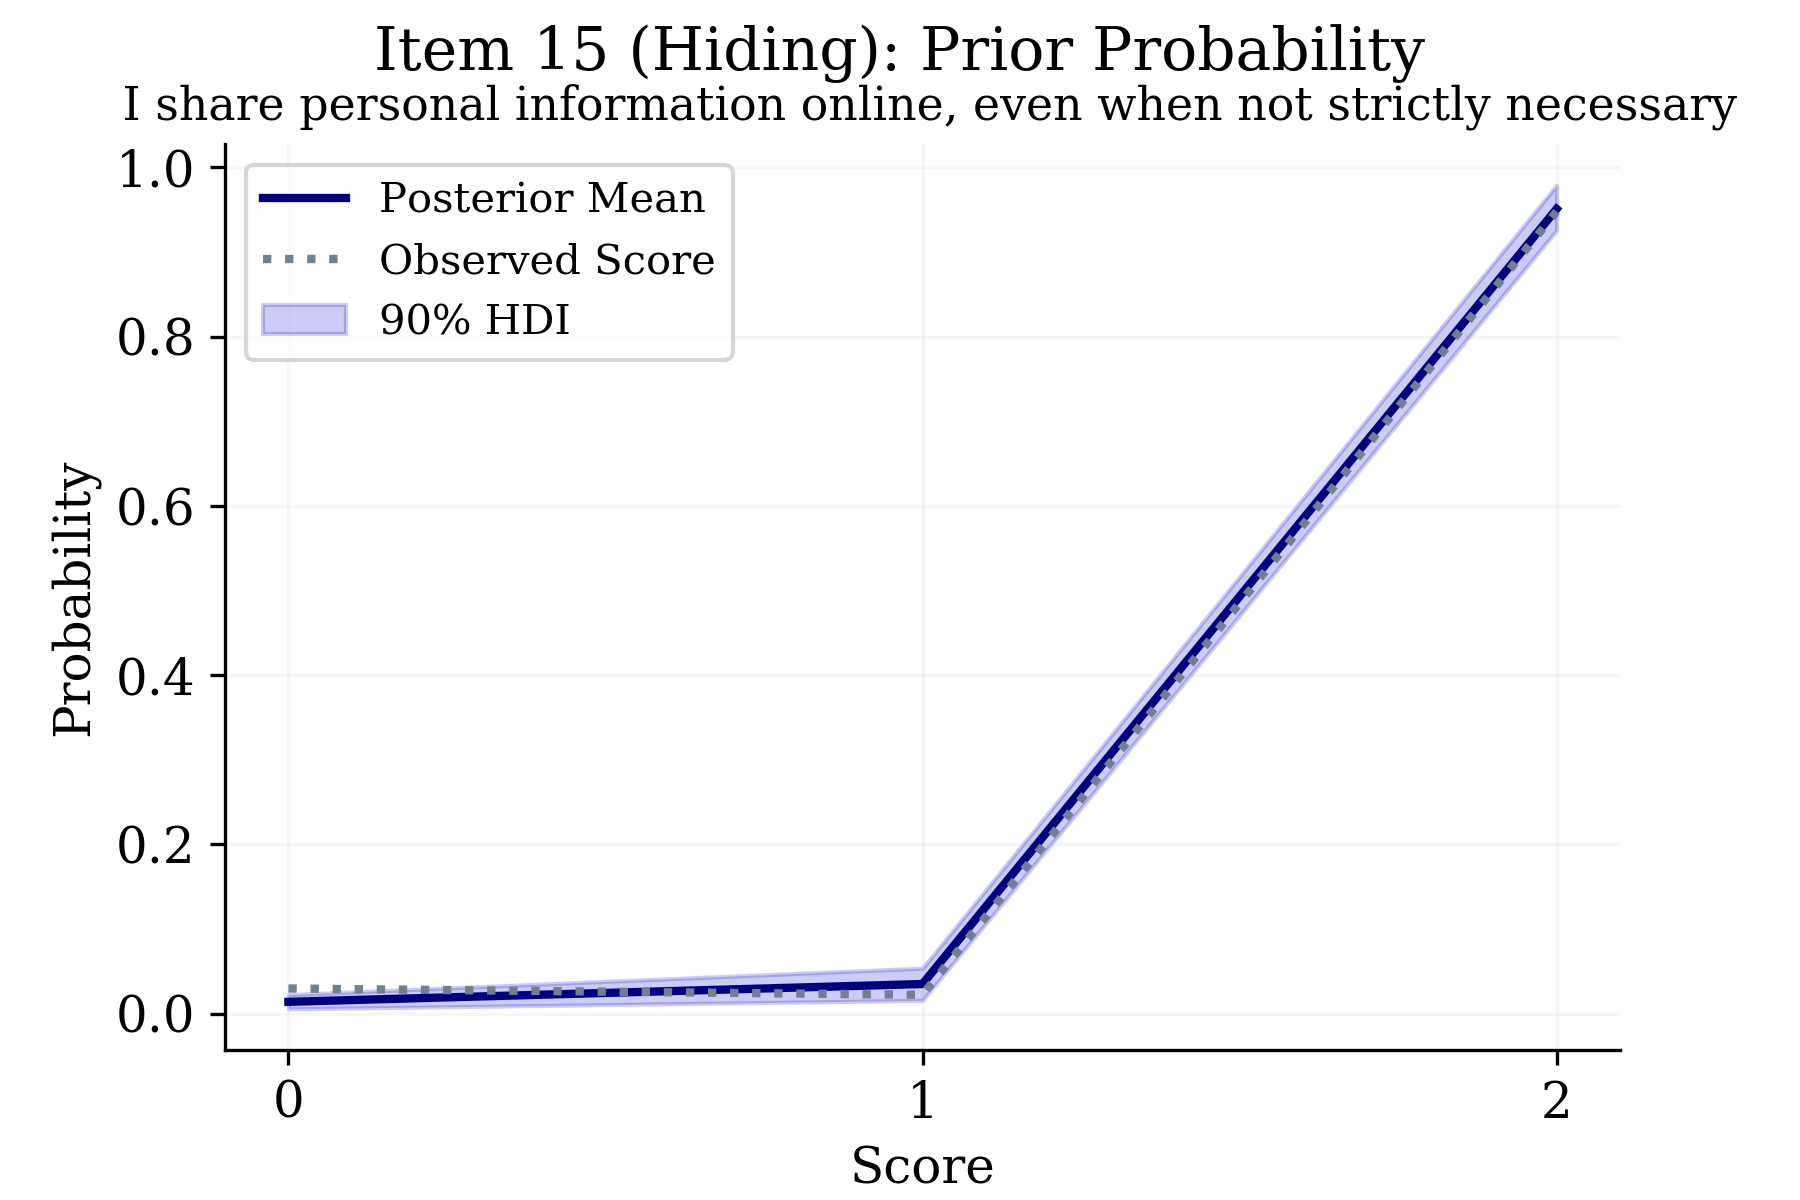 Item 15 (Hiding): Prior Probability
I share personal information online, even when not strictly necessary
1.0
0.8
0.6
0.4
0.2
0.0
Probability
Posterior Mean
Observed Score
90% HDI
0
1
2
Score